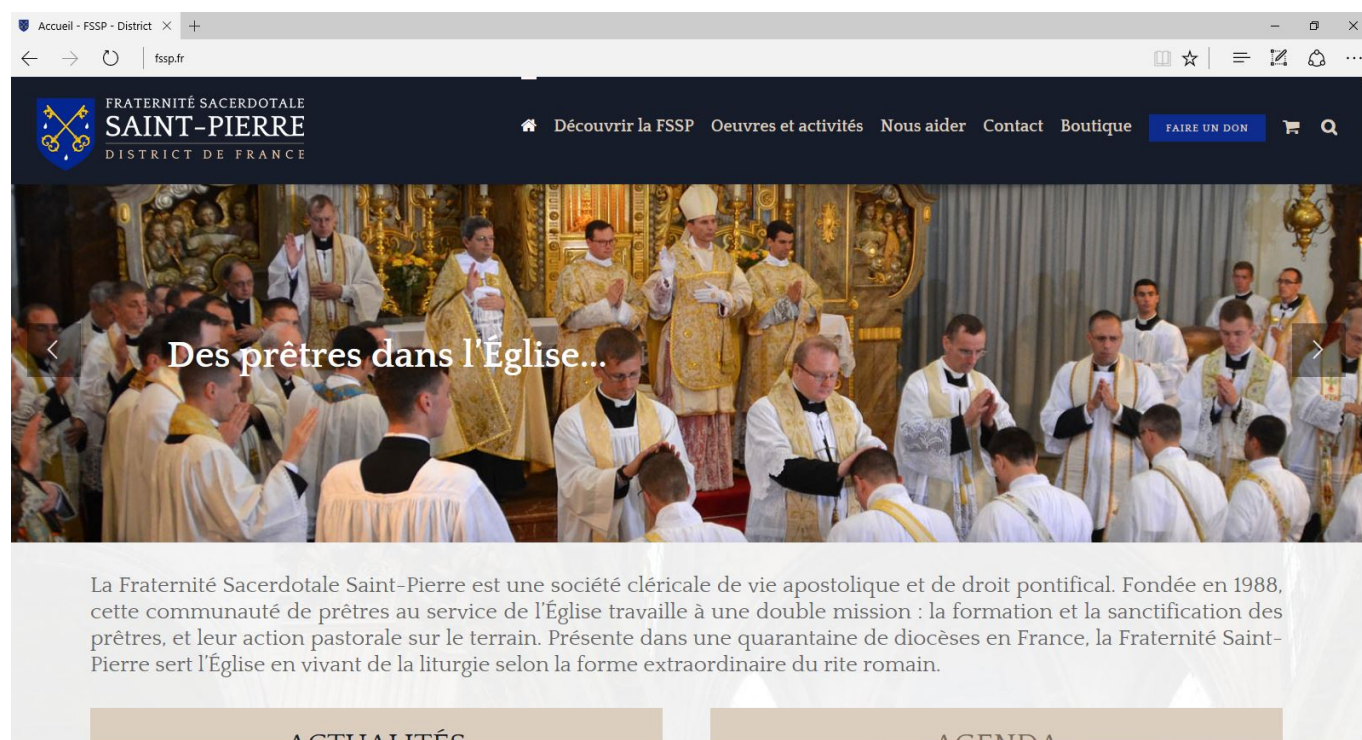 Accueil - FSSP - District
fssp.fr
FRATERNITÉ SACERDOTALE
SAINT-PIERRE
DISTRICT DE FRANCE
Découvrir la FSSP Oeuvres et activités Nous aider Contact Boutique FAIRE UN DON
Des prêtres dans l'Église...
La Fraternité Sacerdotale Saint-Pierre est une société cléricale de vie apostolique et de droit pontifical. Fondée en 1988,
cette communauté de prêtres au service de l'Église travaille à une double mission : la formation et la sanctification des
prêtres, et leur action pastorale sur le terrain. Présente dans une quarantaine de diocèses en France, la Fraternité Saint-
Pierre sert l'Église en vivant de la liturgie selon la forme extraordinaire du rite romain.
ACTUALITÉS AGENDA